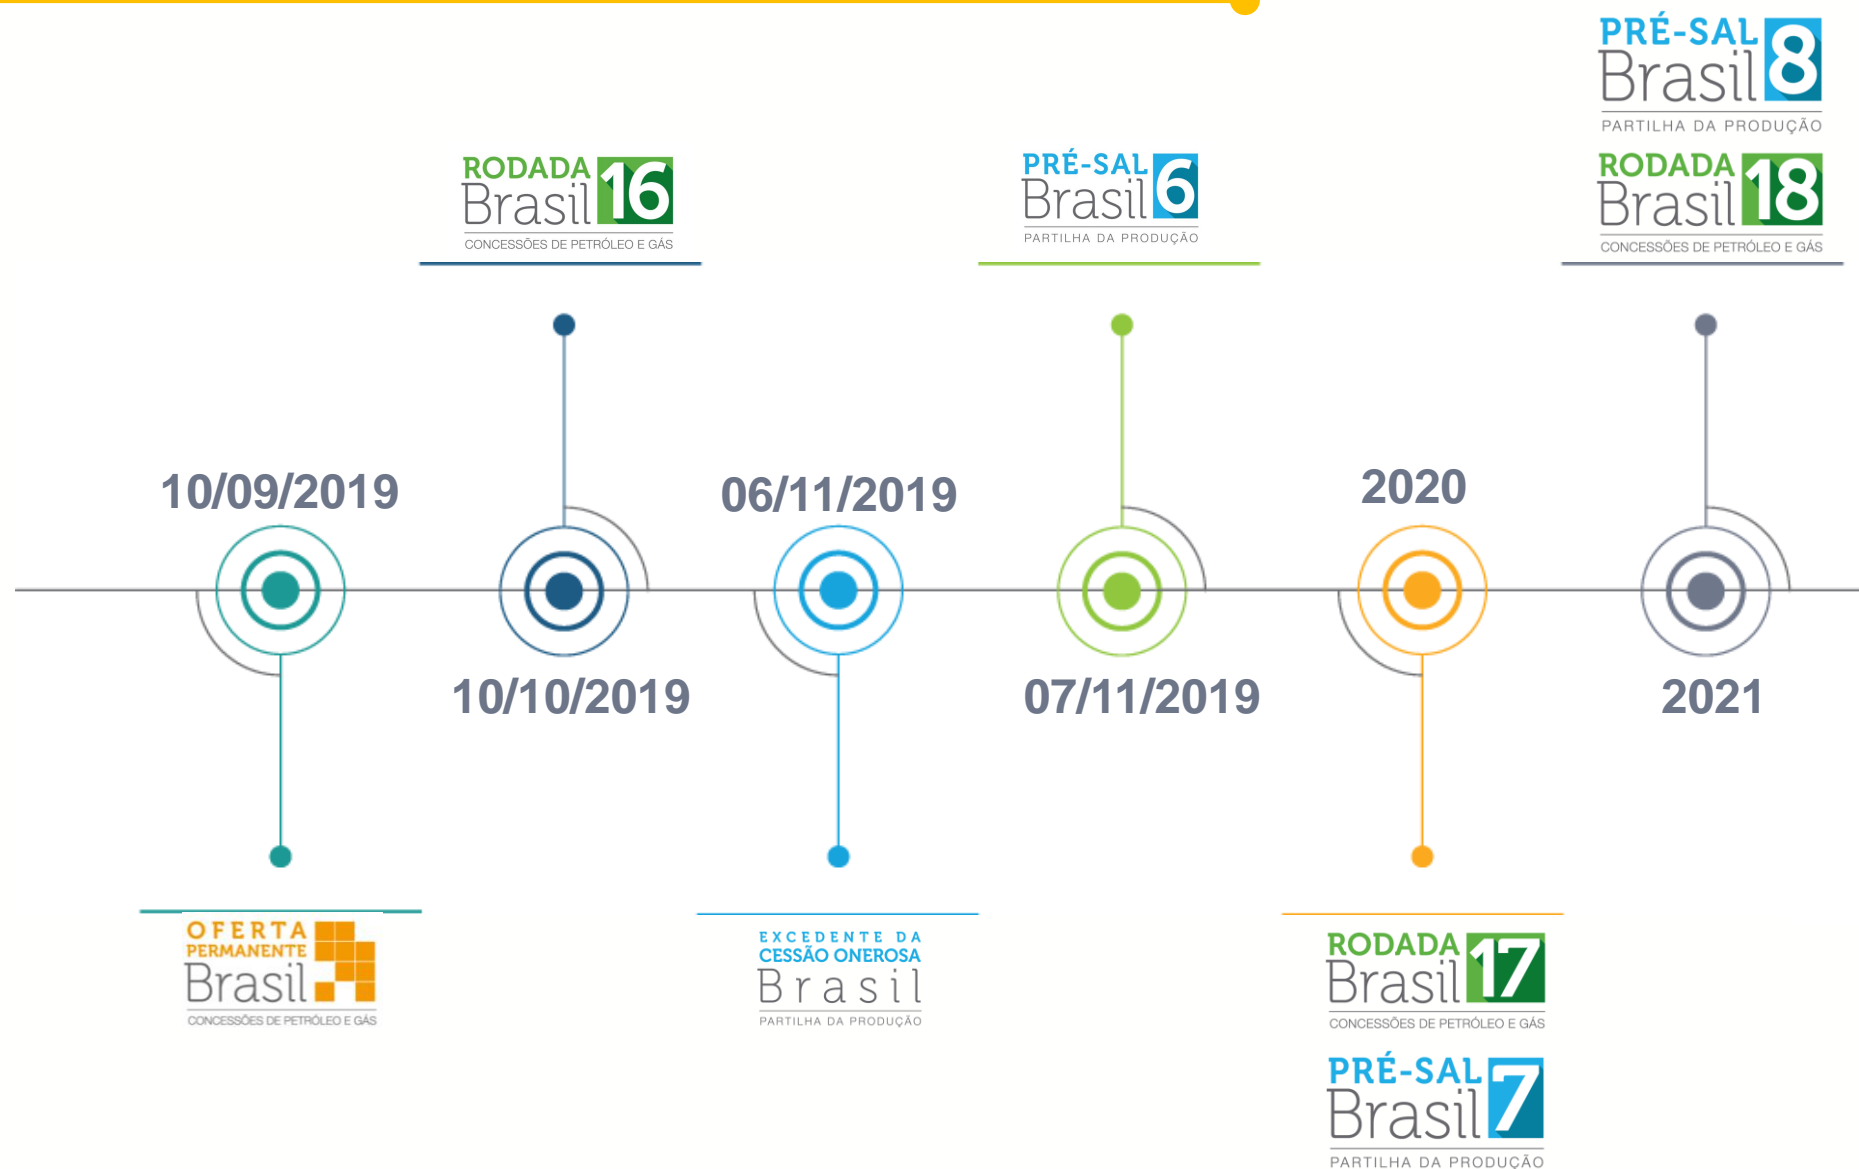 PRÉ-SAL
Brasil 8
PARTILHA DA PRODUÇÃO
RODADA
Brasil 18
CONCESSÕES DE PETRÓLEO E GÁS
RODADA
Brasil 16
CONCESSÕES DE PETRÓLEO E GÁS
PRÉ-SAL
Brasil 6
PARTILHA DA PRODUÇÃO
10/09/2019
06/11/2019
2020
10/10/2019
07/11/2019
2021
OFERTA
PERMANENTE
Brasil
CONCESSÕES DE PETRÓLEO E GÁS
EXCEDENTE DA
CESSÃO ONEROSA
Brasil
PARTILHA DA PRODUÇÃO
RODADA
Brasil 17
CONCESSÕES DE PETRÓLEO E GÁS
PRÉ-SAL
Brasil 7
PARTILHA DA PRODUÇÃO